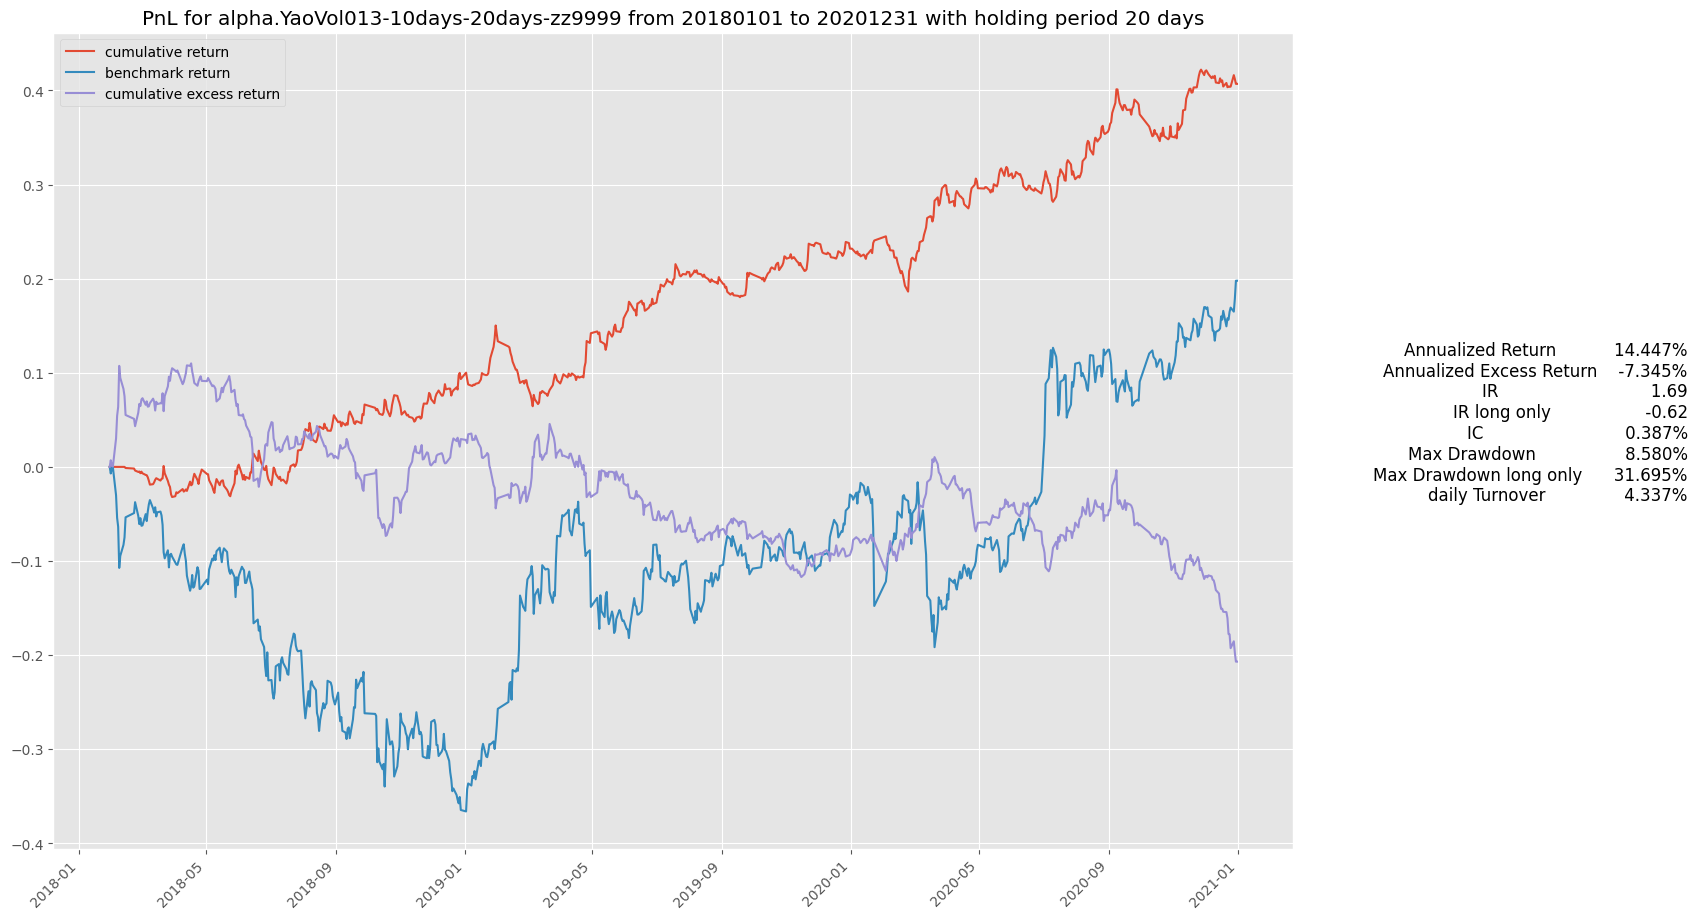 PnL for alpha.YaoVol013-10days-20days-zz9999 from 20180101 to 20201231 with holding period 20 days
cumulative return
benchmark return
cumulative excess return
0.4
0.3
0.2
0.1
0.0
−0.1
−0.2
−0.3
−0.4
2018-01
2018-05
2018-09
2019-01
2019-05
2019-09
2020-01
2020-05
2020-09
2021-01
Annualized Return 14.447%
Annualized Excess Return -7.345%
IR 1.69
IR long only -0.62
IC 0.387%
Max Drawdown 8.580%
Max Drawdown long only 31.695%
daily Turnover 4.337%